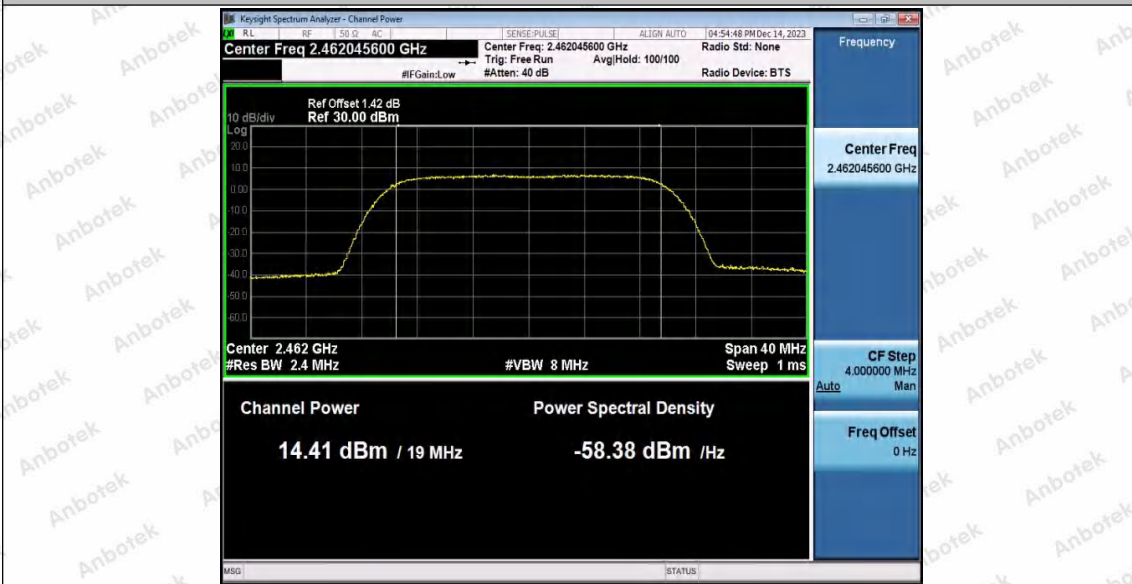 Keysight Spectrum Analyzer - Channel Power
RL RF 50 Ω AC SENSE:PULSE ALIGN AUTO 04:54:48 PM Dec 14, 2023
Center Freq 2.462045600 GHz
Center Freq: 2.462045600 GHz
Radio Std: None
Trig: Free Run Avg|Hold: 100/100
#IFGain:Low #Atten: 40 dB Radio Device: BTS
Ref Offset 1.42 dB
10 dB/div Ref 30.00 dBm
Log
20.0
10.0
0.00
-10.0
-20.0
-30.0
-40.0
-50.0
-60.0
Center 2.462 GHz Span 40 MHz
#Res BW 2.4 MHz #VBW 8 MHz Sweep 1 ms
Channel Power Power Spectral Density
14.41 dBm / 19 MHz -58.38 dBm /Hz
MSG STATUS
Frequency
Center Freq
2.462045600 GHz
CF Step
4.000000 MHz
Auto Man
Freq Offset
0 Hz
Anbotek